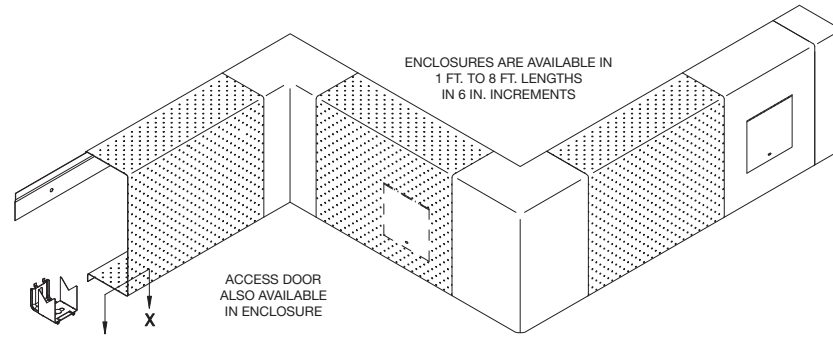 ENCLOSURES ARE AVAILABLE IN
1 FT. TO 8 FT. LENGTHS
IN 6 IN. INCREMENTS
ACCESS DOOR
ALSO AVAILABLE
IN ENCLOSURE
X